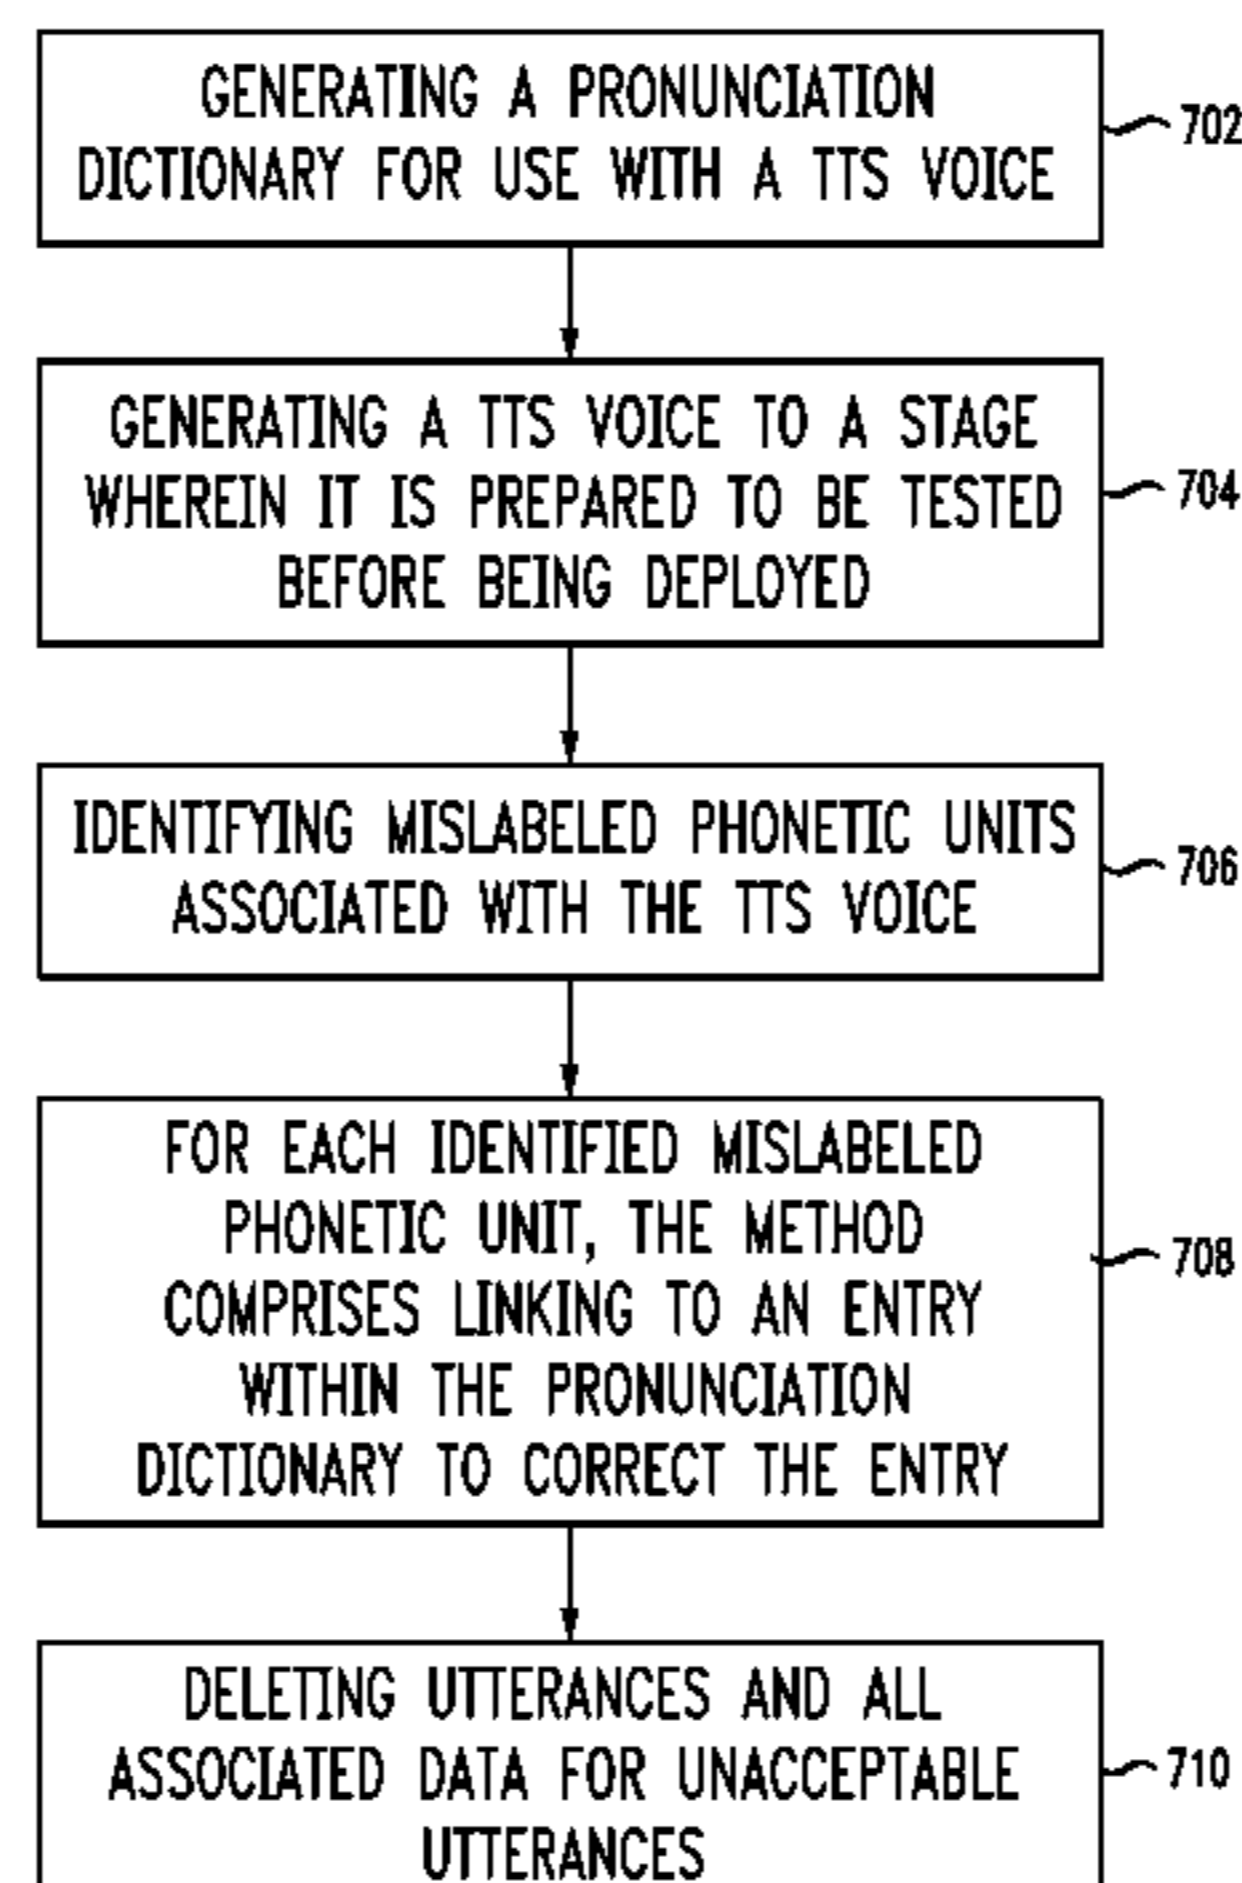 GENERATING A PRONUNCIATION
DICTIONARY FOR USE WITH A TTS VOICE
702
GENERATING A TTS VOICE TO A STAGE
WHEREIN IT IS PREPARED TO BE TESTED
BEFORE BEING DEPLOYED
704
IDENTIFYING MISLABELED PHONETIC UNITS
ASSOCIATED WITH THE TTS VOICE
706
FOR EACH IDENTIFIED MISLABELED
PHONETIC UNIT, THE METHOD
COMPRISES LINKING TO AN ENTRY
WITHIN THE PRONUNCIATION
DICTIONARY TO CORRECT THE ENTRY
708
DELETING UTTERANCES AND ALL
ASSOCIATED DATA FOR UNACCEPTABLE
UTTERANCES
710